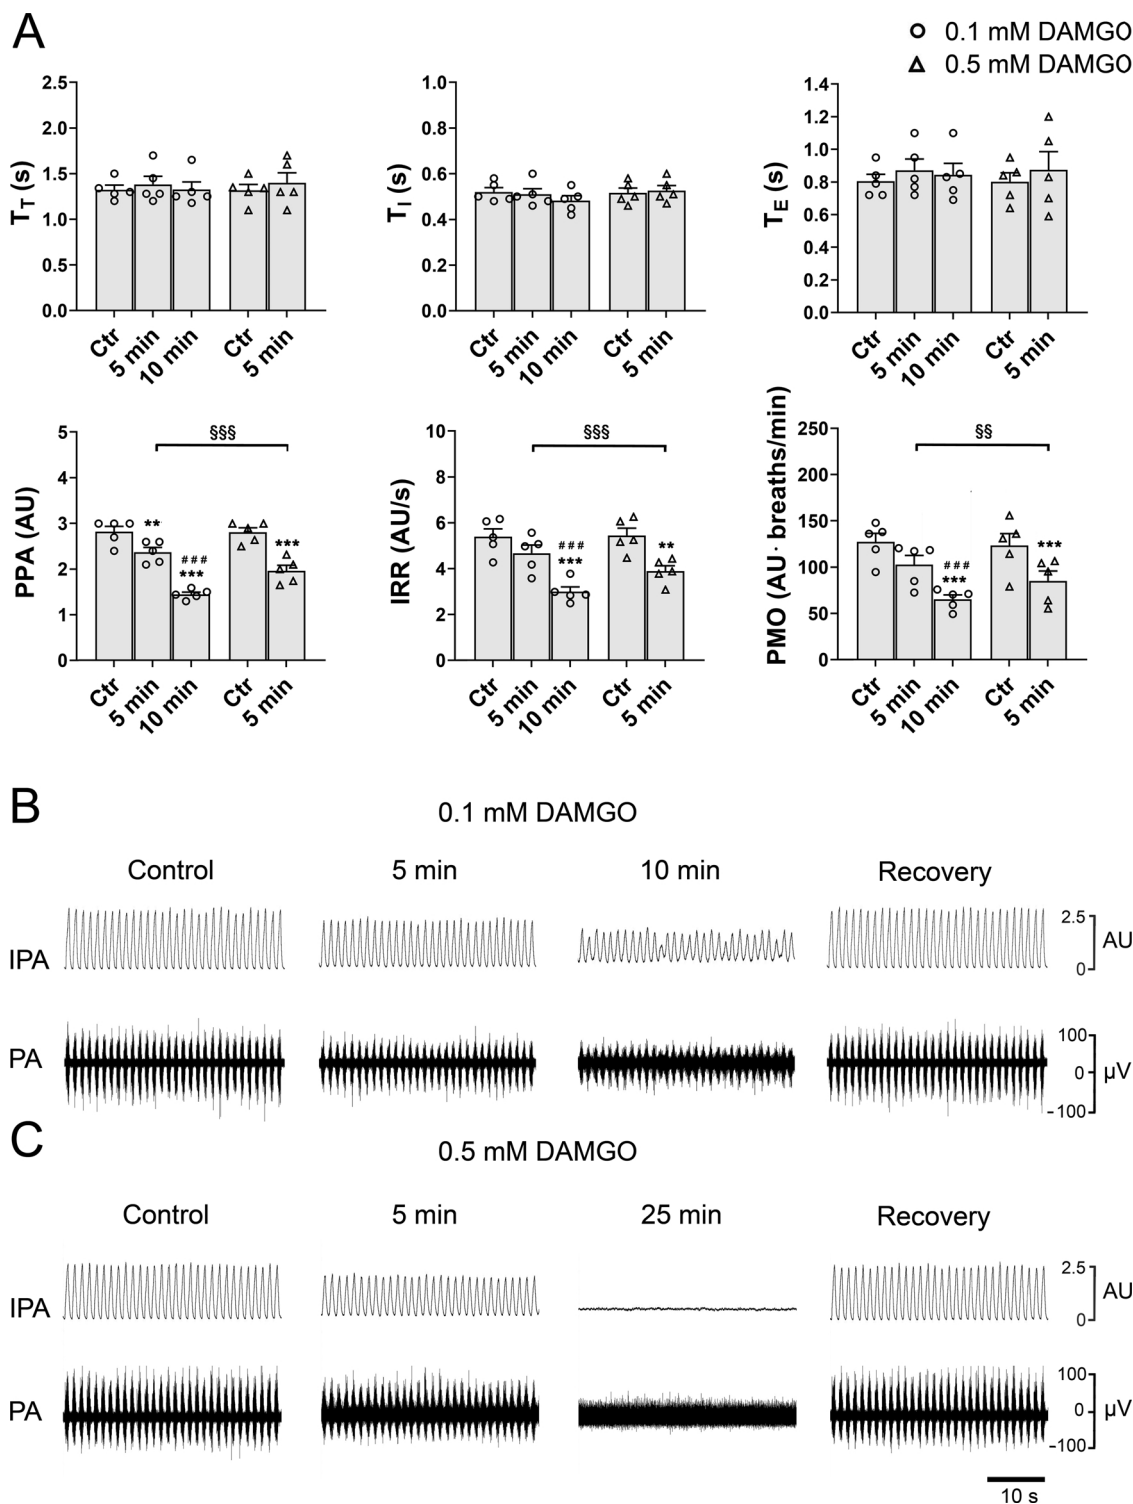 A
0.1 mM DAMGO
0.5 mM DAMGO
T_T (s)
2.5
2.0
1.5
1.0
0.5
0.0
Ctr
5 min
10 min
Ctr
5 min
T_I (s)
1.0
0.8
0.6
0.4
0.2
0.0
Ctr
5 min
10 min
Ctr
5 min
T_E (s)
1.4
1.2
1.0
0.8
0.6
0.4
0.2
0.0
Ctr
5 min
10 min
Ctr
5 min
PPA (AU)
5
4
3
2
1
0
§§§
**
###
***
***
Ctr
5 min
10 min
Ctr
5 min
IRR (AU/s)
10
8
6
4
2
0
§§§
###
***
**
Ctr
5 min
10 min
Ctr
5 min
PMO (AU· breaths/min)
250
200
150
100
50
0
§§
###
***
***
Ctr
5 min
10 min
Ctr
5 min
B
0.1 mM DAMGO
Control 5 min 10 min Recovery
IPA
2.5
0
AU
PA
100
0
-100
µV
C
0.5 mM DAMGO
Control 5 min 25 min Recovery
IPA
2.5
0
AU
PA
100
0
-100
µV
10 s